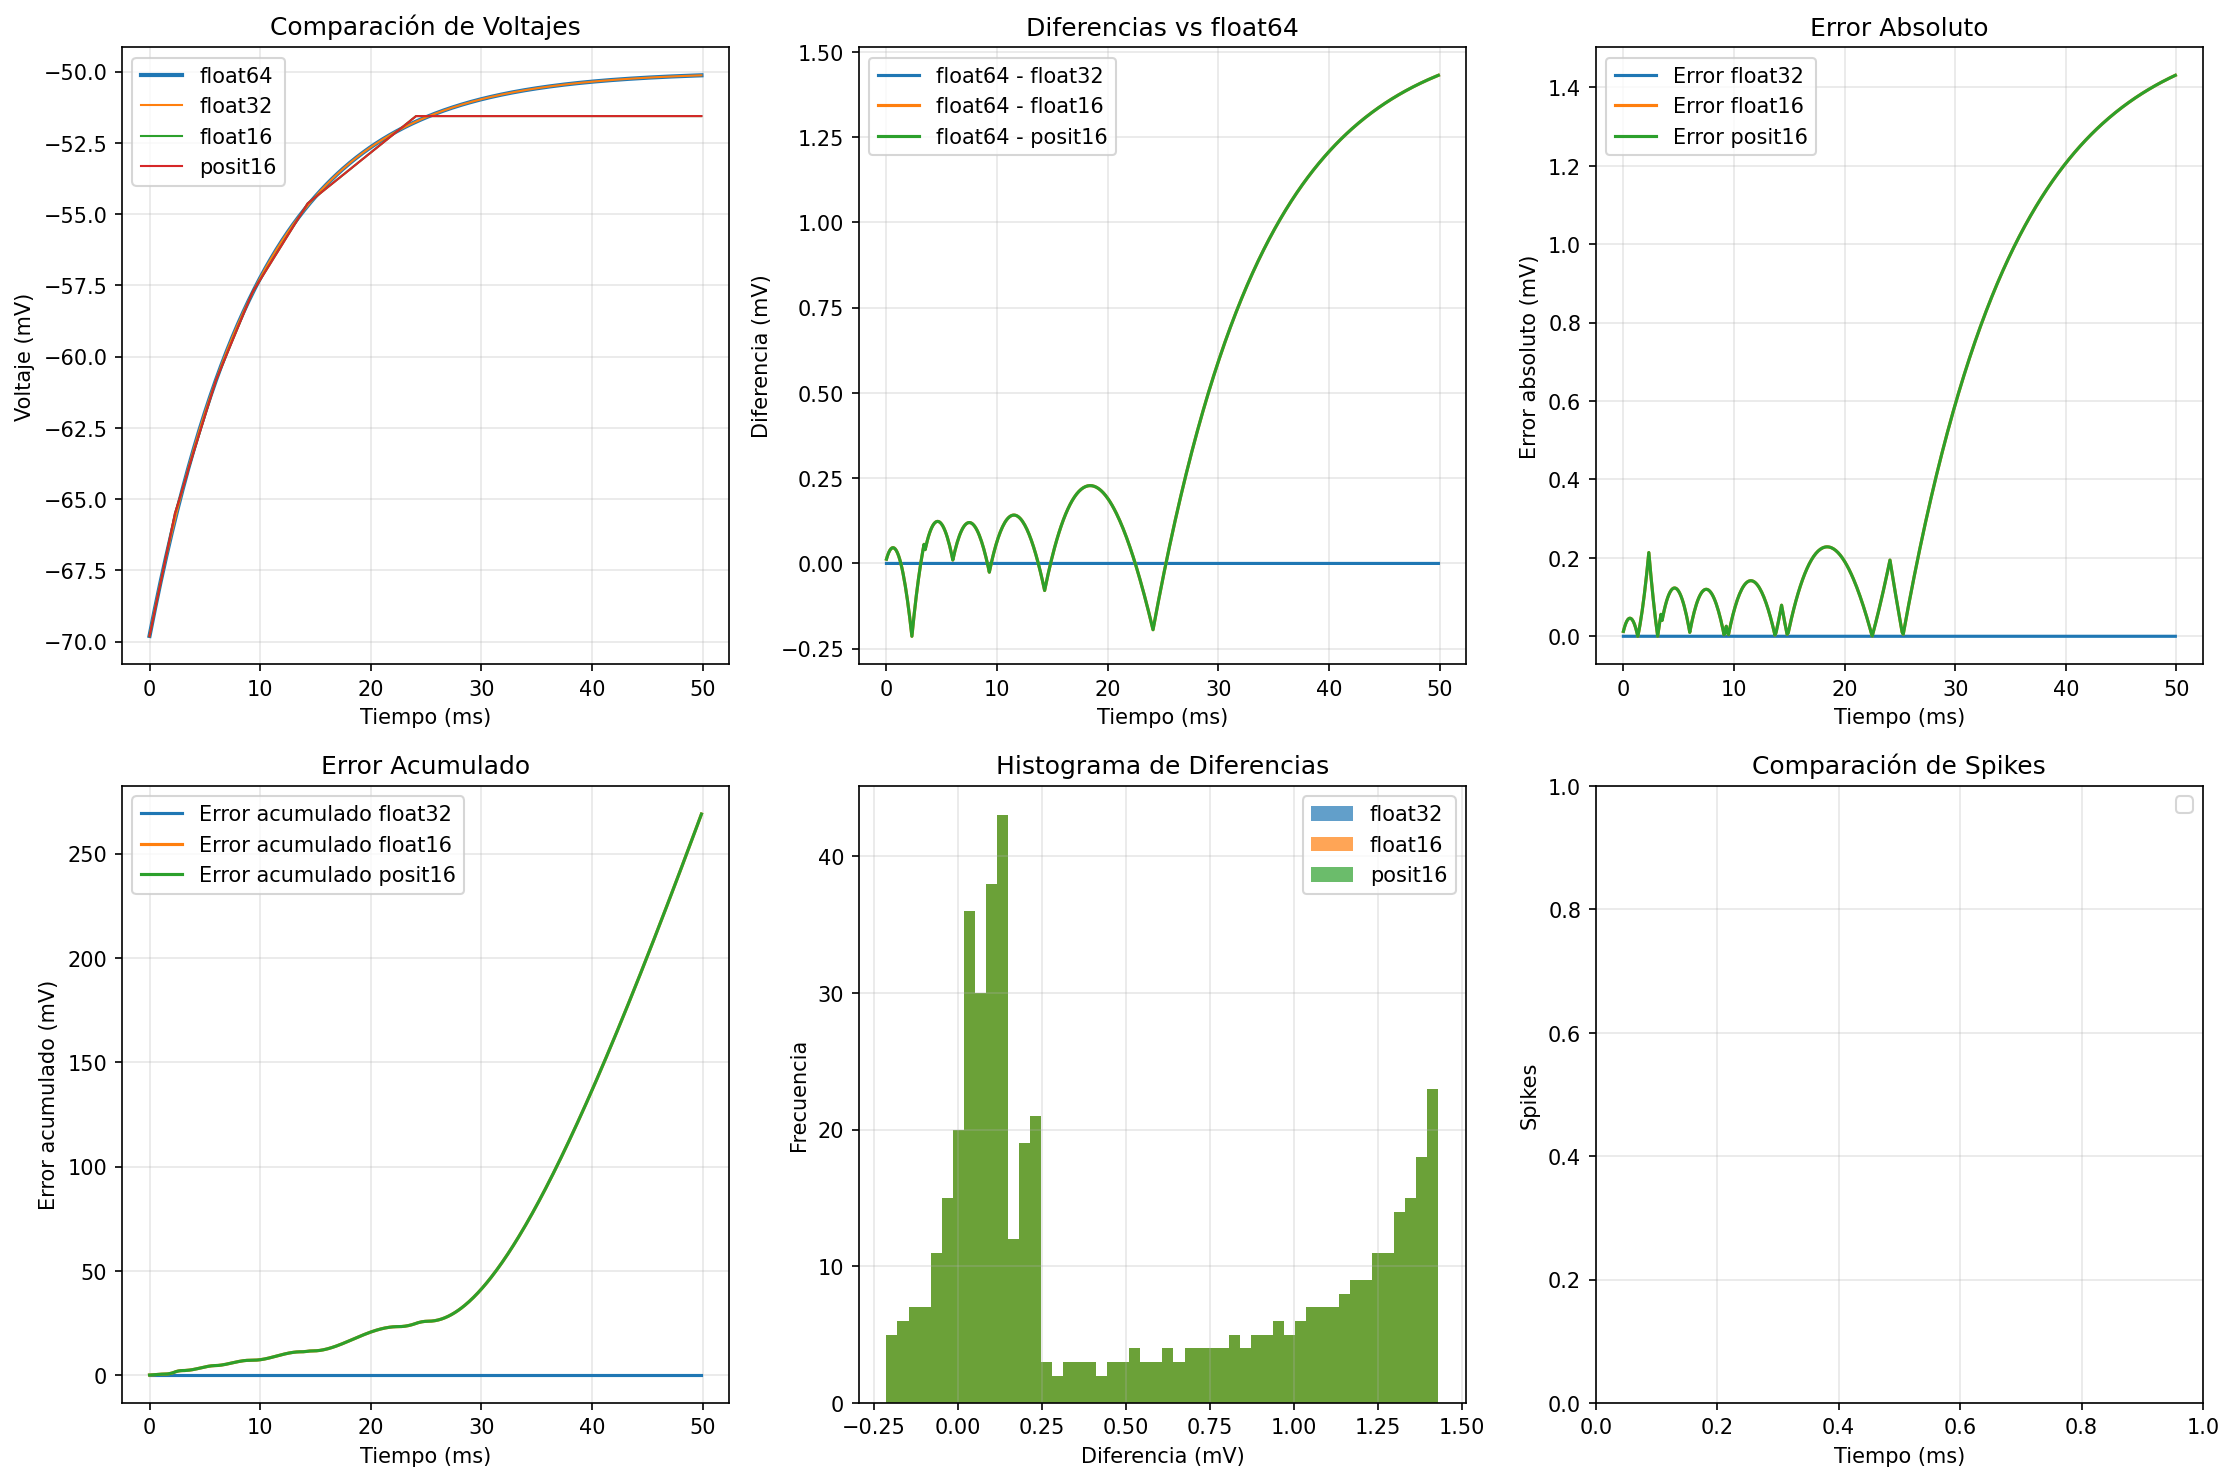 Comparación de Voltajes
Voltaje (mV)
−50.0
−52.5
−55.0
−57.5
−60.0
−62.5
−65.0
−67.5
−70.0
float64
float32
float16
posit16
0 10 20 30 40 50
Tiempo (ms)
Diferencias vs float64
Diferencia (mV)
1.50
1.25
1.00
0.75
0.50
0.25
0.00
−0.25
float64 - float32
float64 - float16
float64 - posit16
0 10 20 30 40 50
Tiempo (ms)
Error Absoluto
Error absoluto (mV)
1.4
1.2
1.0
0.8
0.6
0.4
0.2
0.0
Error float32
Error float16
Error posit16
0 10 20 30 40 50
Tiempo (ms)
Error Acumulado
Error acumulado (mV)
250
200
150
100
50
0
Error acumulado float32
Error acumulado float16
Error acumulado posit16
0 10 20 30 40 50
Tiempo (ms)
Histograma de Diferencias
Frecuencia
40
30
20
10
0
float32
float16
posit16
−0.25 0.00 0.25 0.50 0.75 1.00 1.25 1.50
Diferencia (mV)
Comparación de Spikes
Spikes
1.0
0.8
0.6
0.4
0.2
0.0
0.0 0.2 0.4 0.6 0.8 1.0
Tiempo (ms)